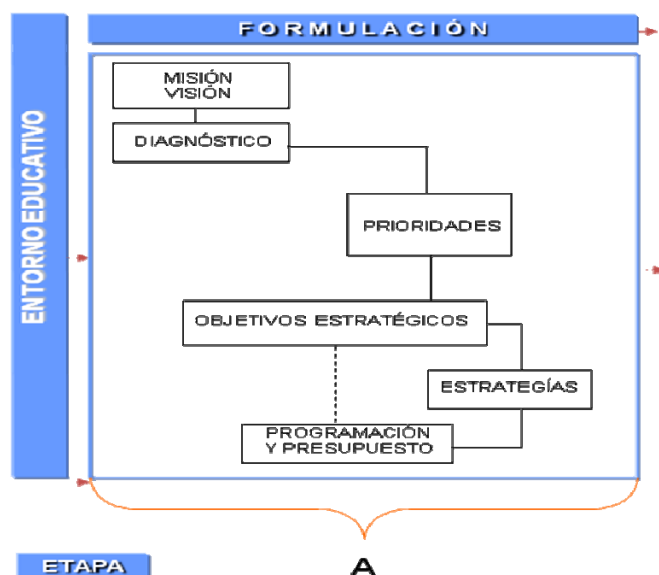 FORMULACIÓN
ENTORNO EDUCATIVO
MISIÓN
VISIÓN
DIAGNÓSTICO
PRIORIDADES
OBJETIVOS ESTRATÉGICOS
ESTRATEGÍAS
PROGRAMACIÓN
Y PRESUPUESTO
ETAPA
A